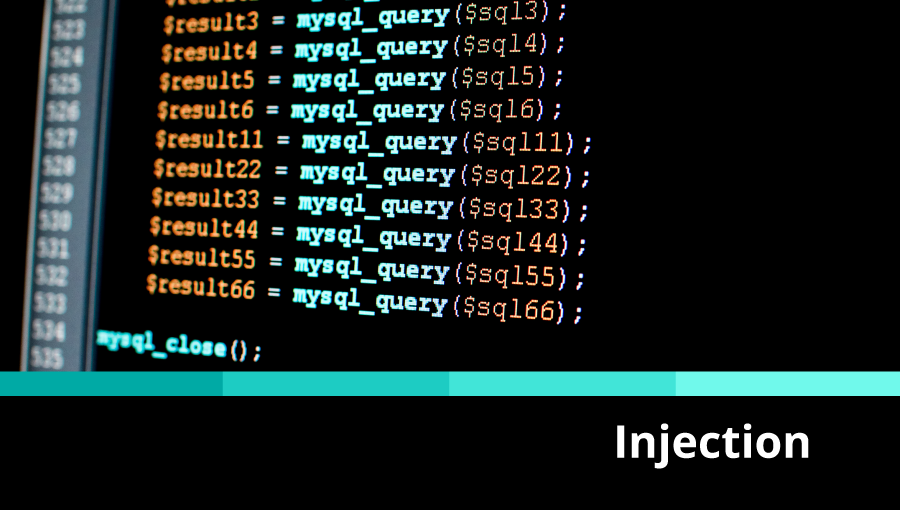 523 $result3 = mysql_query($sql3);
524 $result4 = mysql_query($sql4);
525 $result5 = mysql_query($sql5);
526 $result6 = mysql_query($sql6);
527 $result11 = mysql_query($sql11);
528 $result22 = mysql_query($sql22);
529 $result33 = mysql_query($sql33);
530 $result44 = mysql_query($sql44);
531 $result55 = mysql_query($sql55);
532 $result66 = mysql_query($sql66);
533
534 mysql_close();
535
Injection